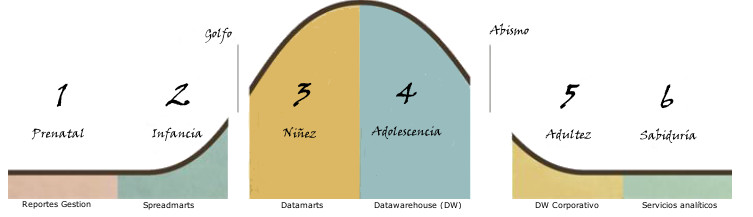 Golfo
Abismo
1
2
3
4
5
6
Prenatal
Infancia
Niñez
Adolescencia
Adultez
Sabiduría
Reportes Gestion
Spreadmarts
Datamarts
Datawarehouse (DW)
DW Corporativo
Servicios analíticos